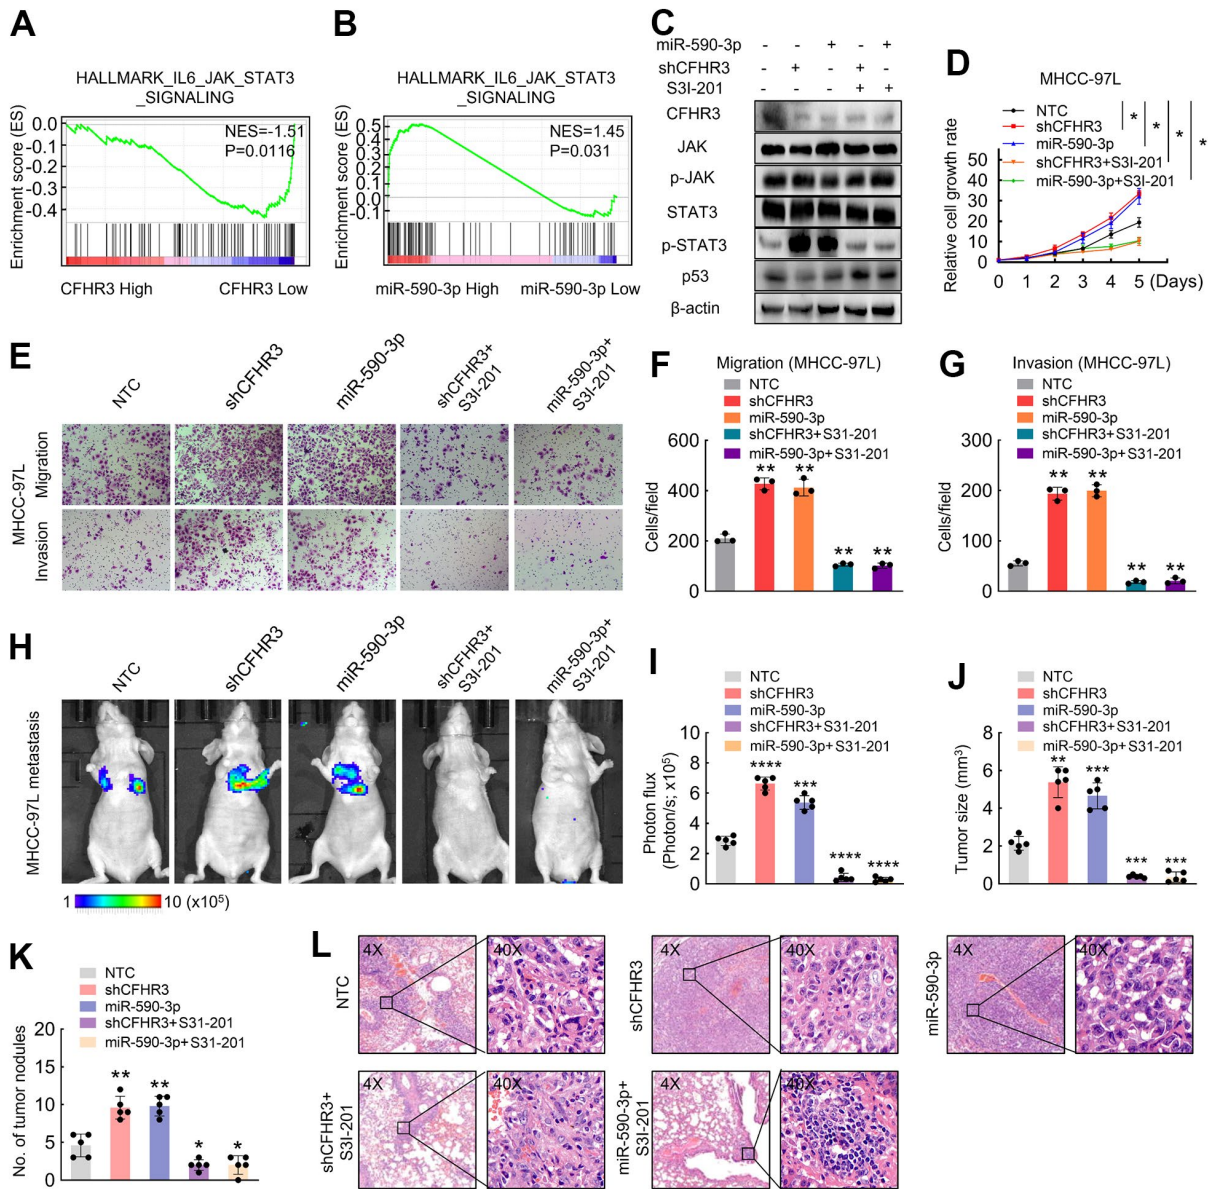 A
HALLMARK_IL6_JAK_STAT3
_SIGNALING
Enrichment score (ES)
0.0
-0.1
-0.2
-0.3
-0.4
NES=-1.51
P=0.0116
CFHR3 High
CFHR3 Low
B
HALLMARK_IL6_JAK_STAT3
_SIGNALING
Enrichment score (ES)
0.5
0.4
0.3
0.2
0.1
0.0
-0.1
NES=1.45
P=0.031
miR-590-3p High
miR-590-3p Low
C
miR-590-3p - - + - +
shCFHR3 - + - + -
S3I-201 - - - + +
CFHR3
JAK
p-JAK
STAT3
p-STAT3
p53
β-actin
D
MHCC-97L
NTC
shCFHR3
miR-590-3p
shCFHR3+S3I-201
miR-590-3p+S3I-201
* * * *
Relative cell growth rate
50
40
30
20
10
0
0 1 2 3 4 5 (Days)
E
NTC
shCFHR3
miR-590-3p
shCFHR3+
S3I-201
miR-590-3p+
S3I-201
MHCC-97L
Migration
Invasion
F
Migration (MHCC-97L)
NTC
shCFHR3
miR-590-3p
shCFHR3+S31-201
miR-590-3p+S31-201
Cells/field
600
400
200
0
** ** ** **
G
Invasion (MHCC-97L)
NTC
shCFHR3
miR-590-3p
shCFHR3+S31-201
miR-590-3p+S31-201
Cells/field
300
200
100
0
** ** ** **
H
NTC
shCFHR3
miR-590-3p
shCFHR3+
S3I-201
miR-590-3p+
S3I-201
MHCC-97L metastasis
1 10 (x10⁵)
I
NTC
shCFHR3
miR-590-3p
shCFHR3+S31-201
miR-590-3p+S31-201
Photon flux
(Photon/s; x10⁵)
10
8
6
4
2
0
**** *** **** ****
J
NTC
shCFHR3
miR-590-3p
shCFHR3+S31-201
miR-590-3p+S31-201
Tumor size (mm³)
8
6
4
2
0
** *** *** ***
K
NTC
shCFHR3
miR-590-3p
shCFHR3+S31-201
miR-590-3p+S31-201
No. of tumor nodules
20
15
10
5
0
** ** * *
L
NTC
4X
40X
shCFHR3
4X
40X
miR-590-3p
4X
40X
shCFHR3+
S3I-201
4X
40X
miR-590-3p+
S3I-201
4X
40X